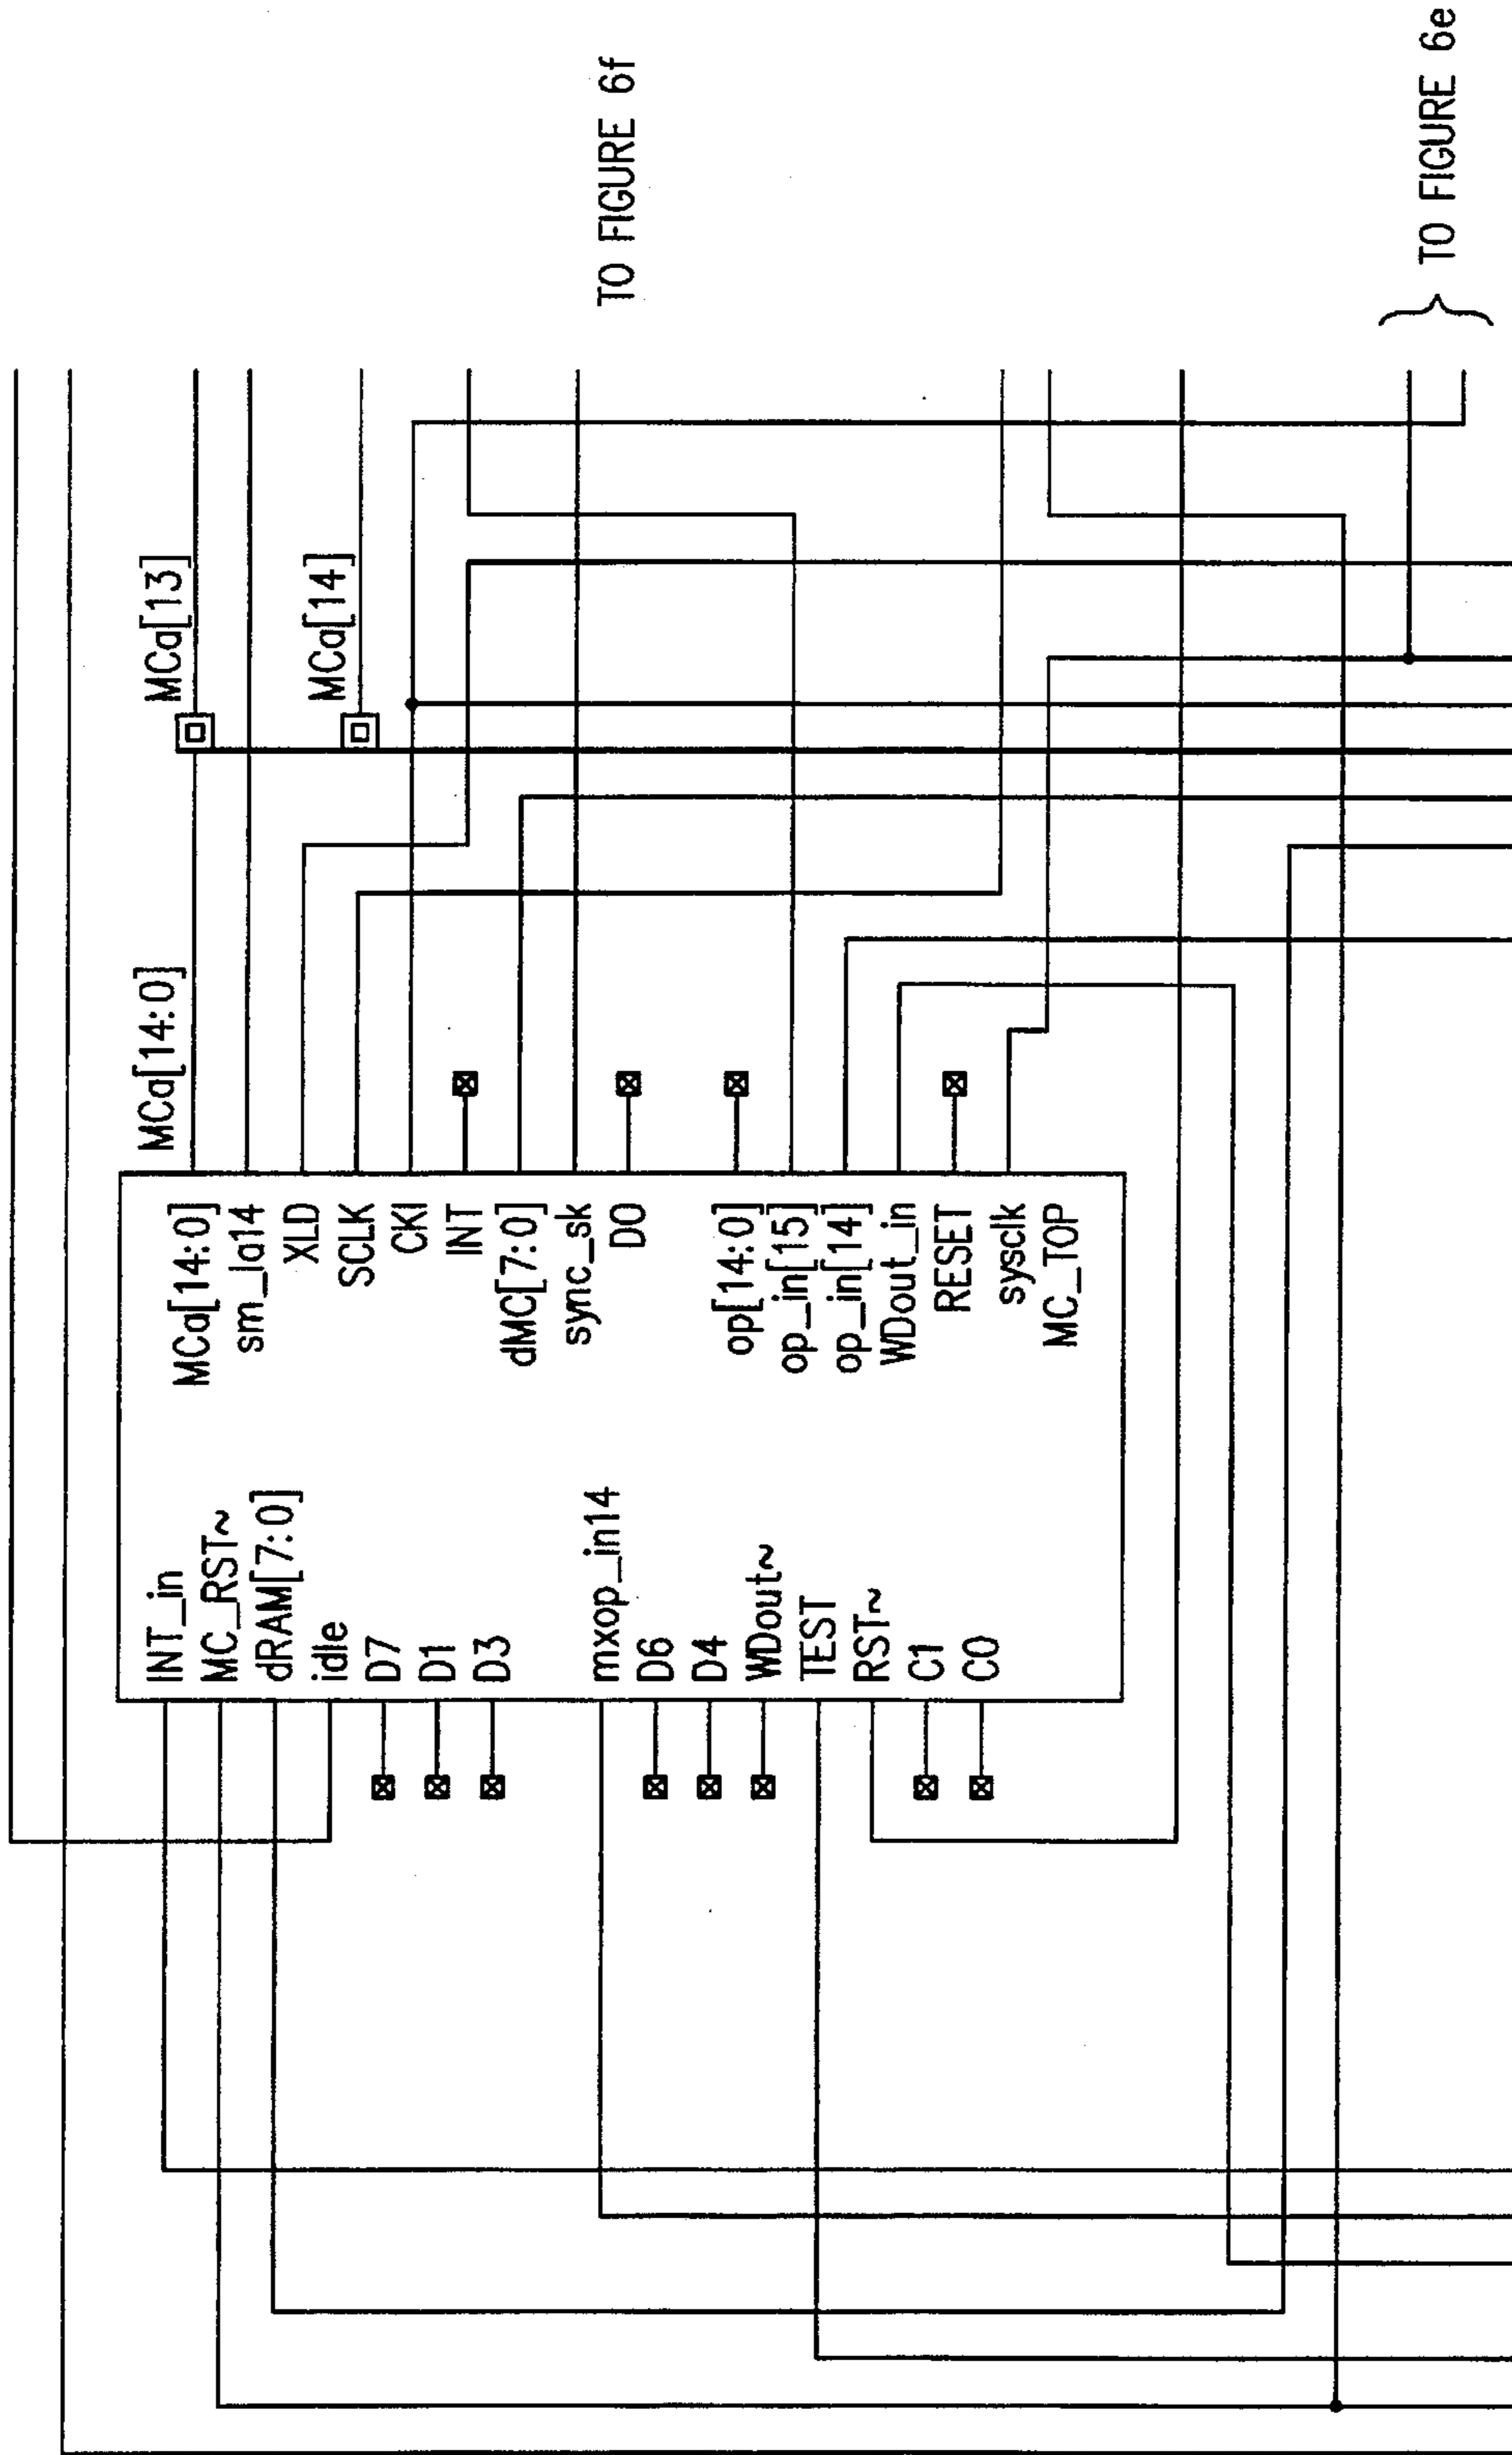 INT_in
MC_RST~
dRAM[7:0]
idle
D7
D1
D3
mxop_in14
D6
D4
WDout~
TEST
RST~
C1
C0
MCa[14:0]
sm_la14
XLD
SCLK
CKI
INT
dMC[7:0]
sync_sk
DO
op[14:0]
op_in[15]
op_in[14]
WDout_in
RESET
sysclk
MC_TOP
MCa[14:0]
MCa[13]
MCa[14]
TO FIGURE 6f
TO FIGURE 6e